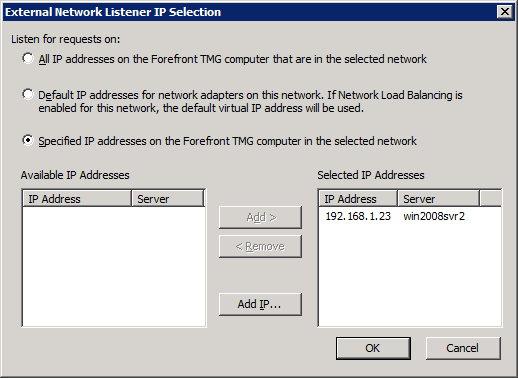 External Network Listener IP Selection
Listen for requests on:
All IP addresses on the Forefront TMG computer that are in the selected network
Default IP addresses for network adapters on this network. If Network Load Balancing is
enabled for this network, the default virtual IP address will be used.
Specified IP addresses on the Forefront TMG computer in the selected network
Available IP Addresses
Selected IP Addresses
IP Address Server
IP Address Server
192.168.1.23 win2008svr2
Add >
< Remove
Add IP...
OK
Cancel